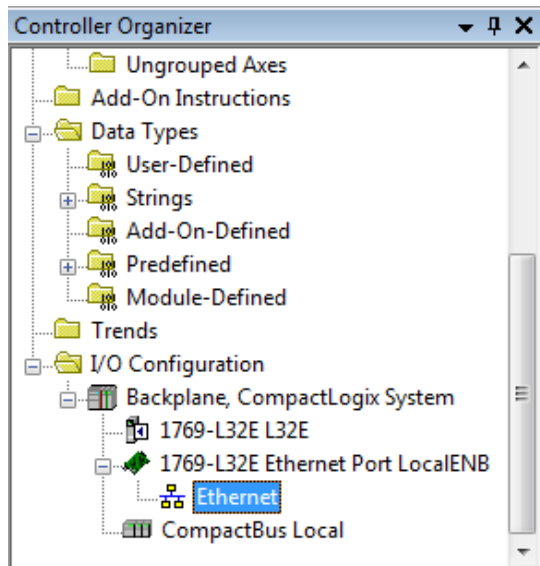 Controller Organizer
Ungrouped Axes
Add-On Instructions
Data Types
User-Defined
Strings
Add-On-Defined
Predefined
Module-Defined
Trends
I/O Configuration
Backplane, CompactLogix System
1769-L32E L32E
1769-L32E Ethernet Port LocalENB
Ethernet
CompactBus Local